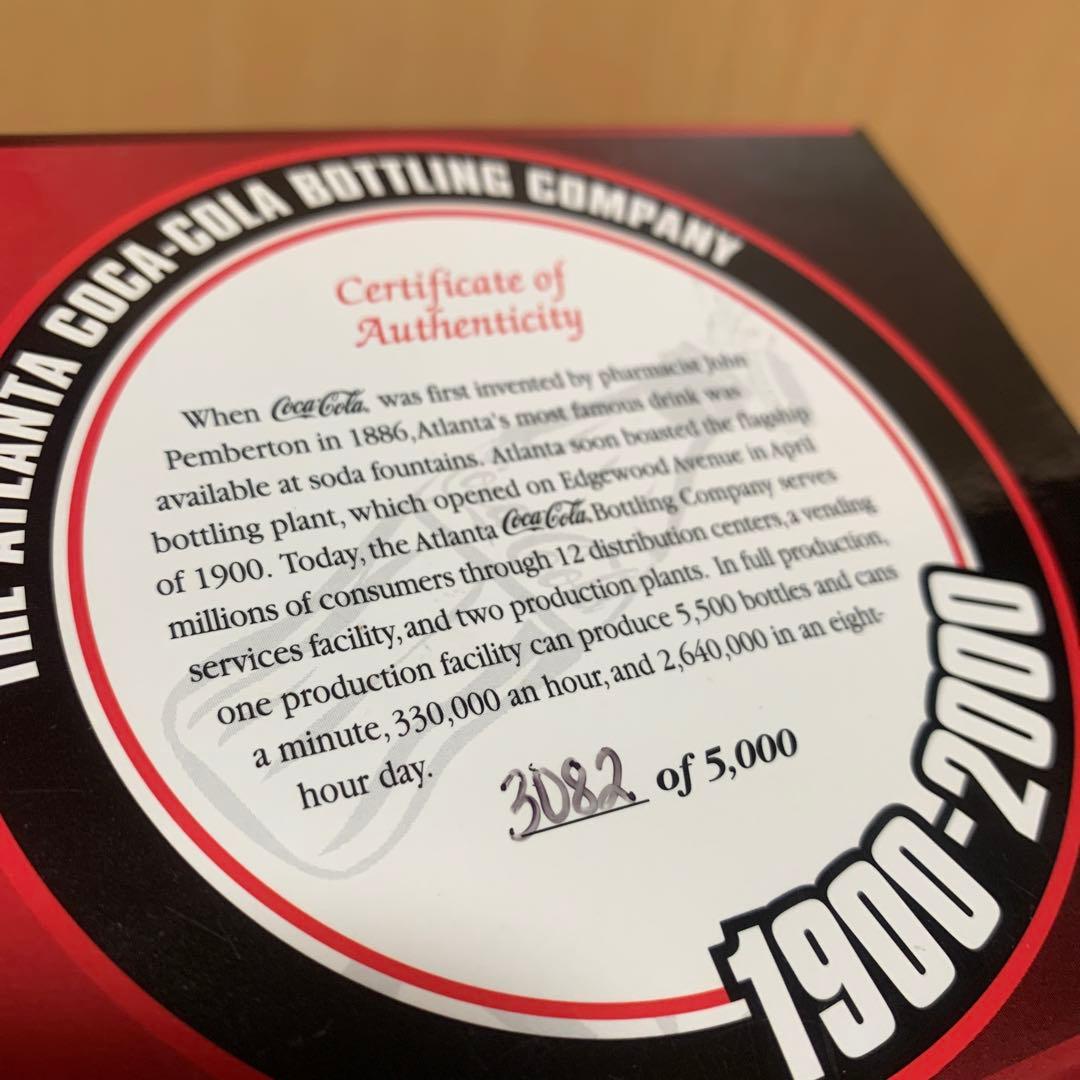 THE ATLANTA COCA-COLA BOTTLING COMPANY
Certificate of
Authenticity
When Coca-Cola was first invented by pharmacist John
Pemberton in 1886, Atlanta's most famous drink was
available at soda fountains. Atlanta soon boasted the flagship
bottling plant, which opened on Edgewood Avenue in April
of 1900. Today, the Atlanta Coca-Cola Bottling Company serves
millions of consumers through 12 distribution centers, a vending
services facility, and two production plants. In full production,
one production facility can produce 5,500 bottles and cans
a minute, 330,000 an hour, and 2,640,000 in an eight-
hour day.
3082 of 5,000
1900-2000